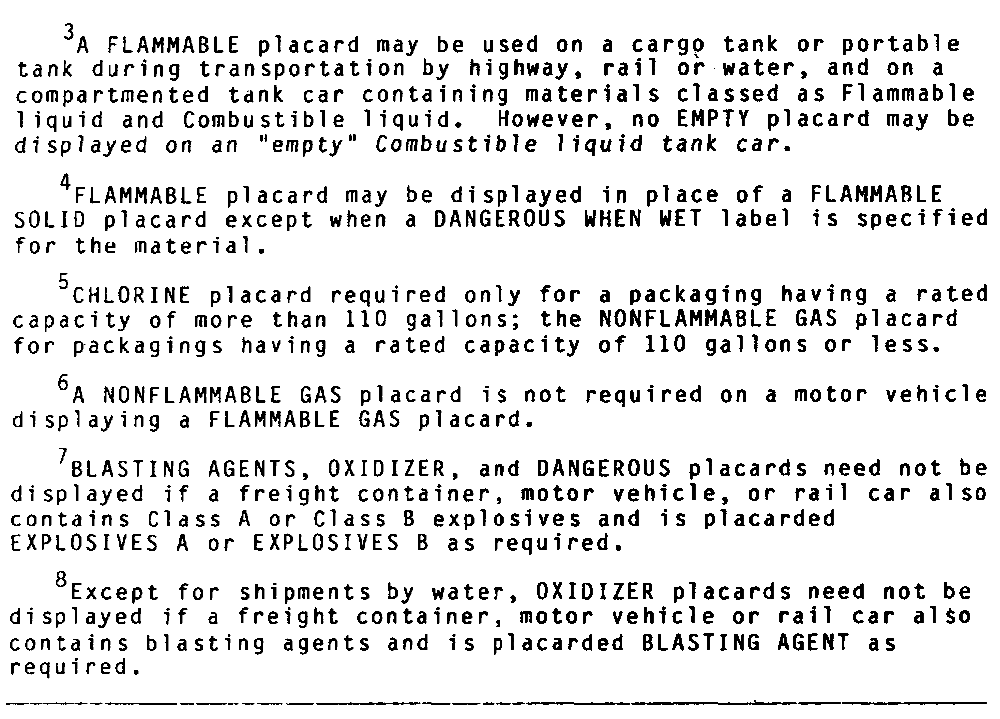 ³A FLAMMABLE placard may be used on a cargo tank or portable
tank during transportation by highway, rail or water, and on a
compartmented tank car containing materials classed as Flammable
liquid and Combustible liquid. However, no EMPTY placard may be
displayed on an "empty" Combustible liquid tank car.
⁴FLAMMABLE placard may be displayed in place of a FLAMMABLE
SOLID placard except when a DANGEROUS WHEN WET label is specified
for the material.
⁵CHLORINE placard required only for a packaging having a rated
capacity of more than 110 gallons; the NONFLAMMABLE GAS placard
for packagings having a rated capacity of 110 gallons or less.
⁶A NONFLAMMABLE GAS placard is not required on a motor vehicle
displaying a FLAMMABLE GAS placard.
⁷BLASTING AGENTS, OXIDIZER, and DANGEROUS placards need not be
displayed if a freight container, motor vehicle, or rail car also
contains Class A or Class B explosives and is placarded
EXPLOSIVES A or EXPLOSIVES B as required.
⁸Except for shipments by water, OXIDIZER placards need not be
displayed if a freight container, motor vehicle or rail car also
contains blasting agents and is placarded BLASTING AGENT as
required.